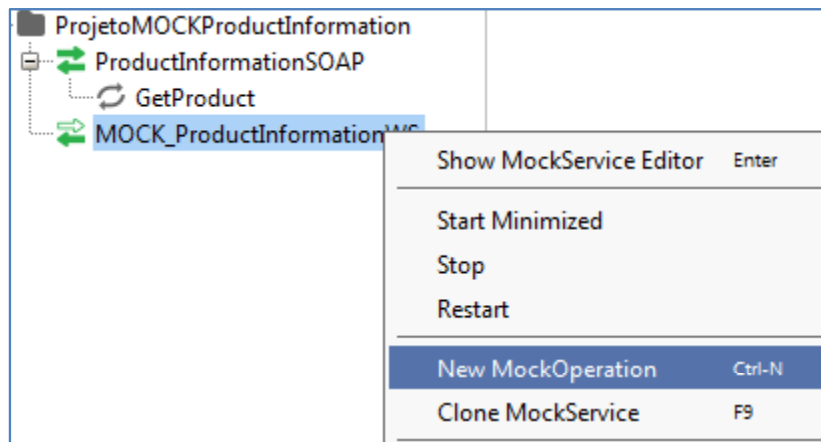 ProjetoMOCKProductInformation
ProductInformationSOAP
GetProduct
MOCK_ProductInformationWS
Show MockService Editor Enter
Start Minimized
Stop
Restart
New MockOperation Ctrl-N
Clone MockService F9